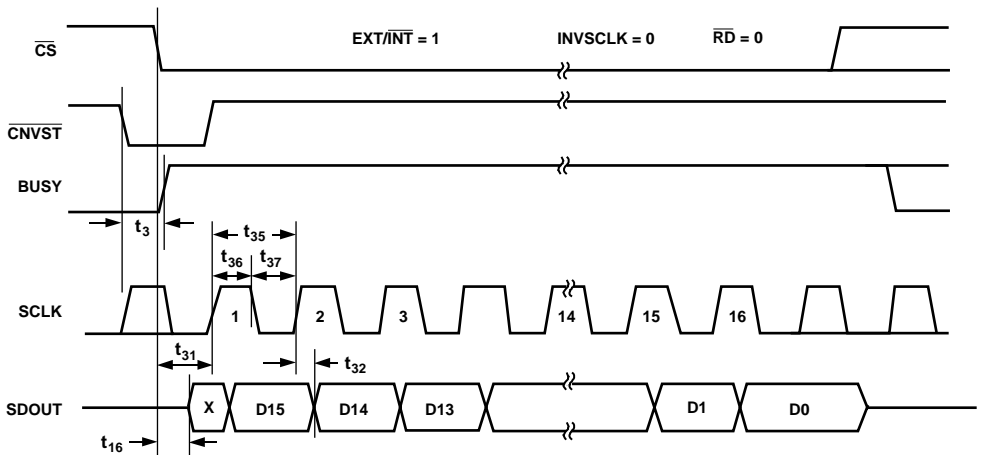 EXT/INT = 1 INVSCLK = 0 RD = 0
CS
CNVST
BUSY
t3
t35
t36 t37
SCLK 1 2 3 14 15 16
t31
t32
SDOUT X D15 D14 D13 D1 D0
t16